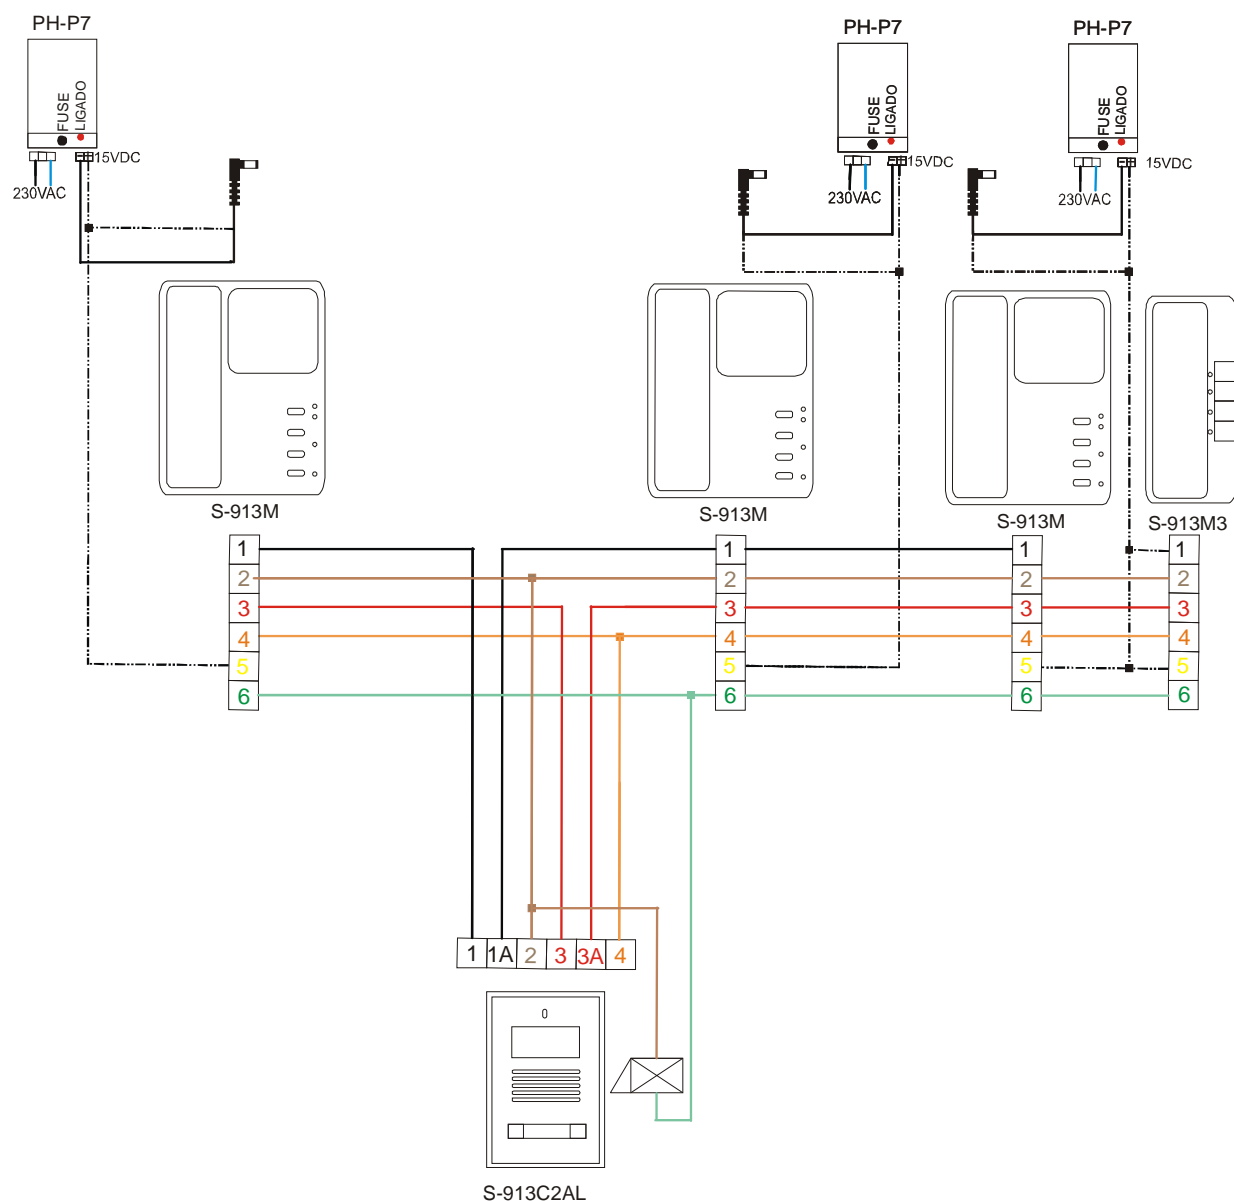 PH-P7
PH-P7
PH-P7
FUSE
LIGADO
FUSE
LIGADO
FUSE
LIGADO
15VDC
15VDC
15VDC
230VAC
230VAC
230VAC
S-913M
S-913M
S-913M
S-913M3
1
1
1
1
2
2
2
2
3
3
3
3
4
4
4
4
5
5
5
5
6
6
6
6
1 1A 2 3 3A 4
S-913C2AL